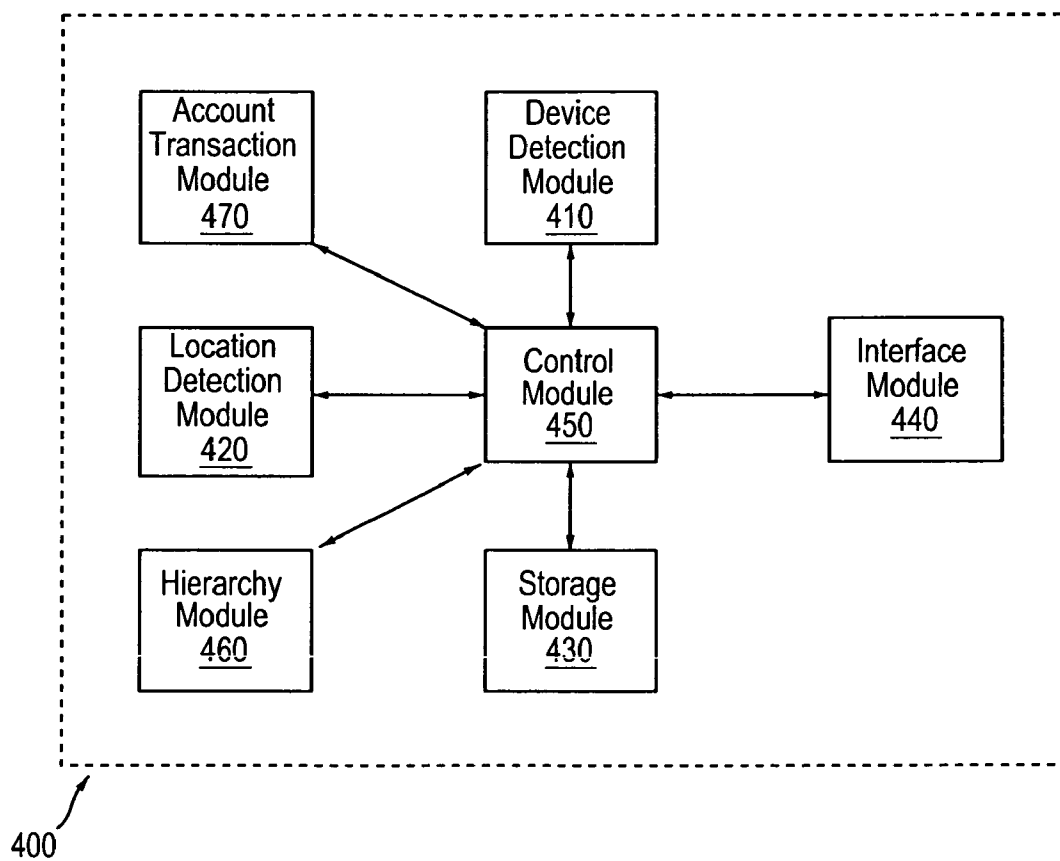 Account
Transaction
Module
470
Device
Detection
Module
410
Location
Detection
Module
420
Control
Module
450
Interface
Module
440
Hierarchy
Module
460
Storage
Module
430
400